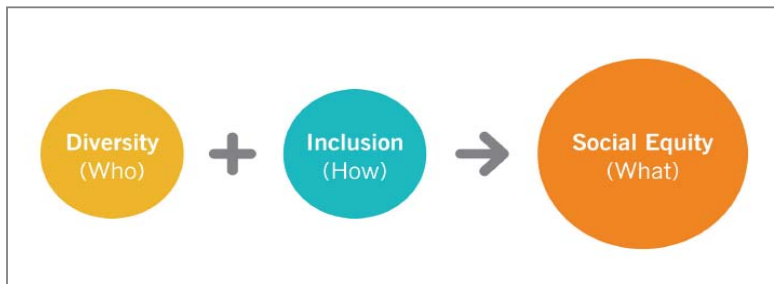 Diversity
(Who)
Inclusion
(How)
Social Equity
(What)